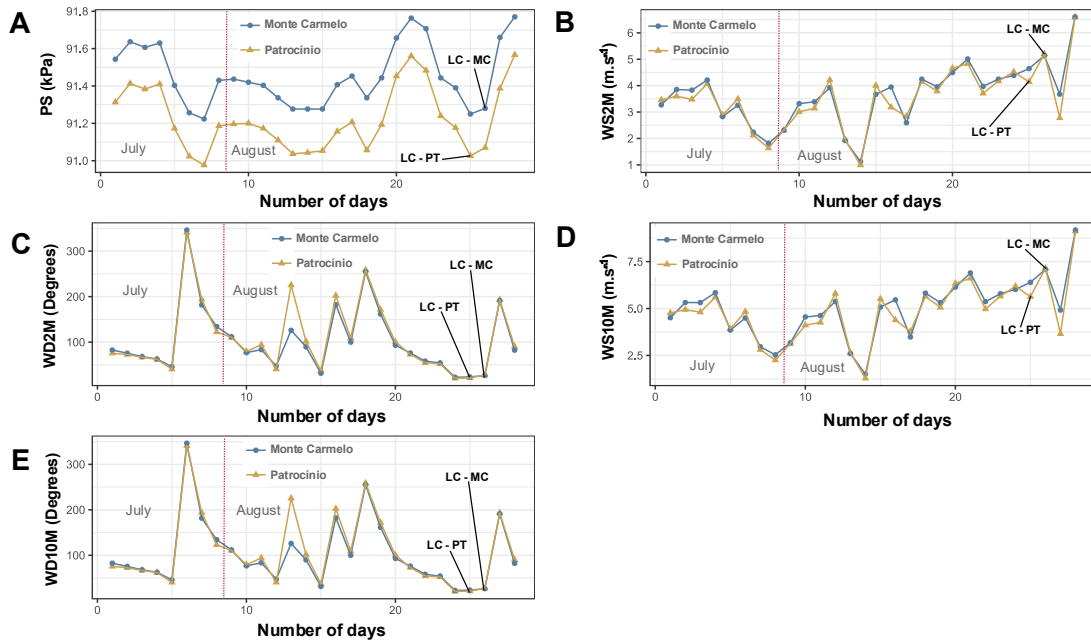 A
PS (kPa)
91.8
91.6
91.4
91.2
91.0
Monte Carmelo
Patrocínio
LC - MC
LC - PT
July
August
0
10
20
Number of days
B
WS2M (m.s⁻¹)
6
5
4
3
2
1
Monte Carmelo
Patrocínio
LC - MC
LC - PT
July
August
0
10
20
Number of days
C
WD2M (Degrees)
300
200
100
Monte Carmelo
Patrocínio
LC - MC
LC - PT
July
August
0
10
20
Number of days
D
WS10M (m.s⁻¹)
7.5
5.0
2.5
Monte Carmelo
Patrocínio
LC - MC
LC - PT
July
August
0
10
20
Number of days
E
WD10M (Degrees)
300
200
100
Monte Carmelo
Patrocínio
LC - MC
LC - PT
July
August
0
10
20
Number of days